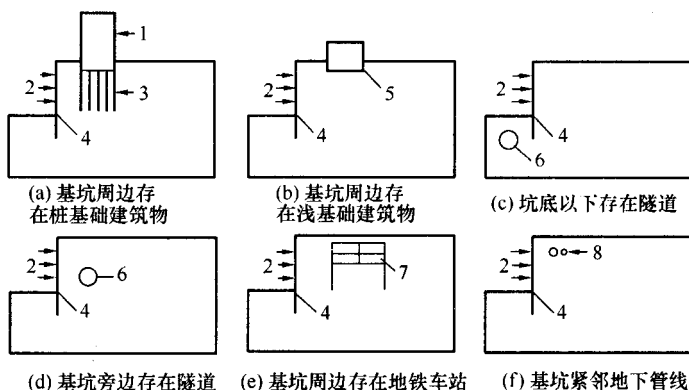 1
2
3
4
(a) 基坑周边存
在桩基础建筑物
2
5
4
(b) 基坑周边存
在浅基础建筑物
2
4
6
(c) 坑底以下存在隧道
2
6
4
(d) 基坑旁边存在隧道
2
7
4
(e) 基坑周边存在地铁车站
2
8
4
(f) 基坑紧邻地下管线